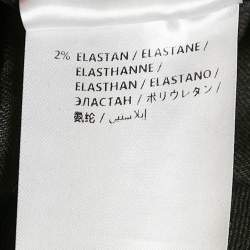 2% ELASTAN / ELASTANE /
ELASTHANNE /
ELASTHAN / ELASTANO /
ЭЛАСТАН / ポリウレタン /
氨纶 / إيلاستين